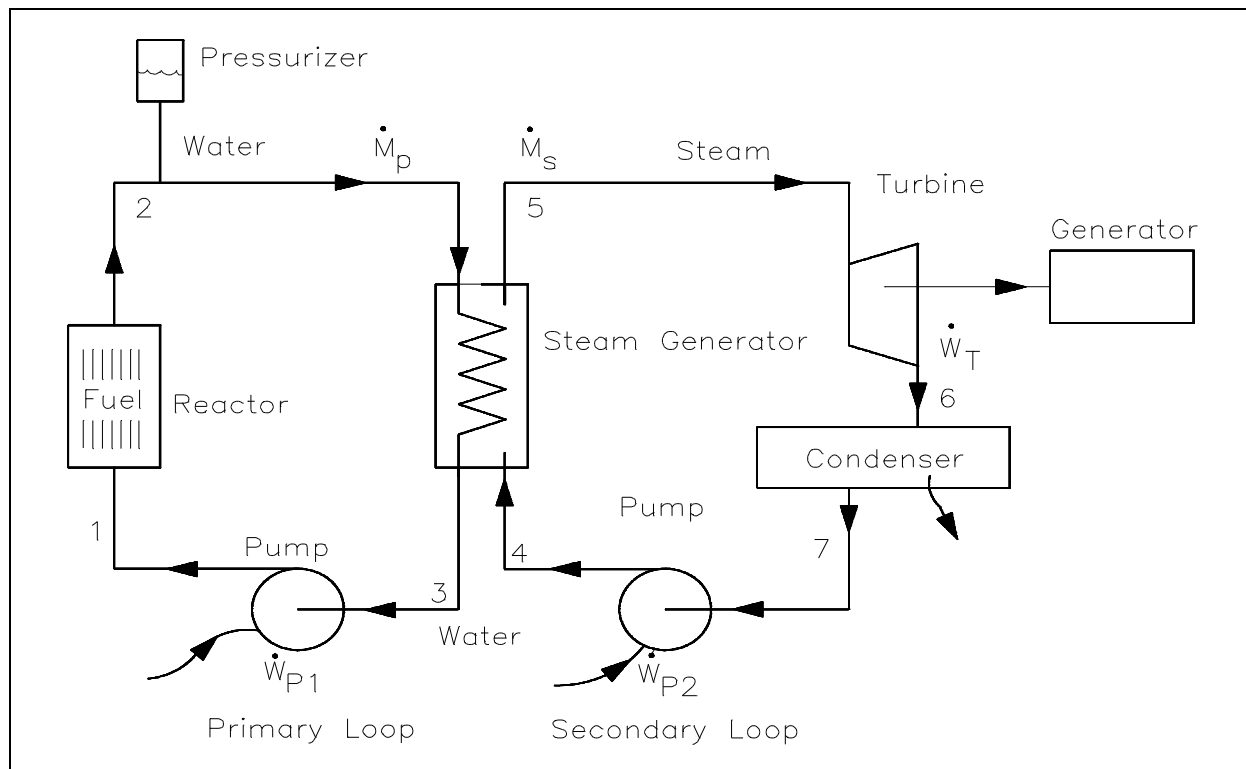 Pressurizer
Water
Ṁp
Ṁs
Steam
Turbine
2
5
Generator
Steam Generator
ẆT
Fuel
Reactor
6
Condenser
Pump
1
Pump
4
7
3
Water
ẆP1
ẆP2
Primary Loop
Secondary Loop